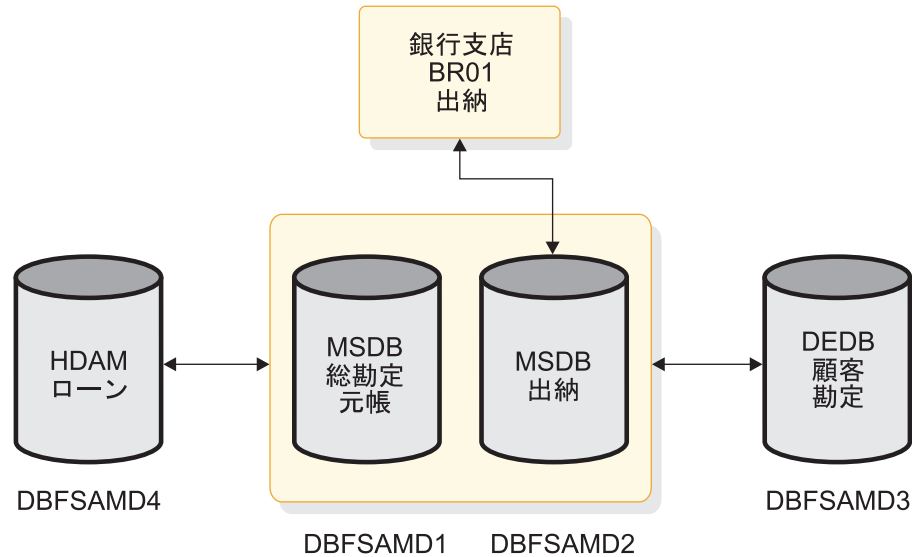 銀行支店
BR01
出納
HDAM
ローン
MSDB
総勘定
元帳
MSDB
出納
DEDB
顧客
勘定
DBFSAMD4
DBFSAMD3
DBFSAMD1
DBFSAMD2